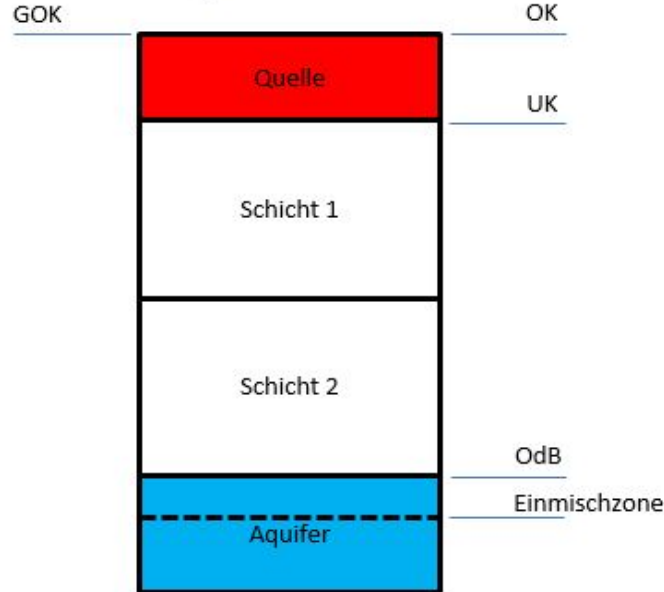 GOK
OK
Quelle
UK
Schicht 1
Schicht 2
OdB
Einmischzone
Aquifer